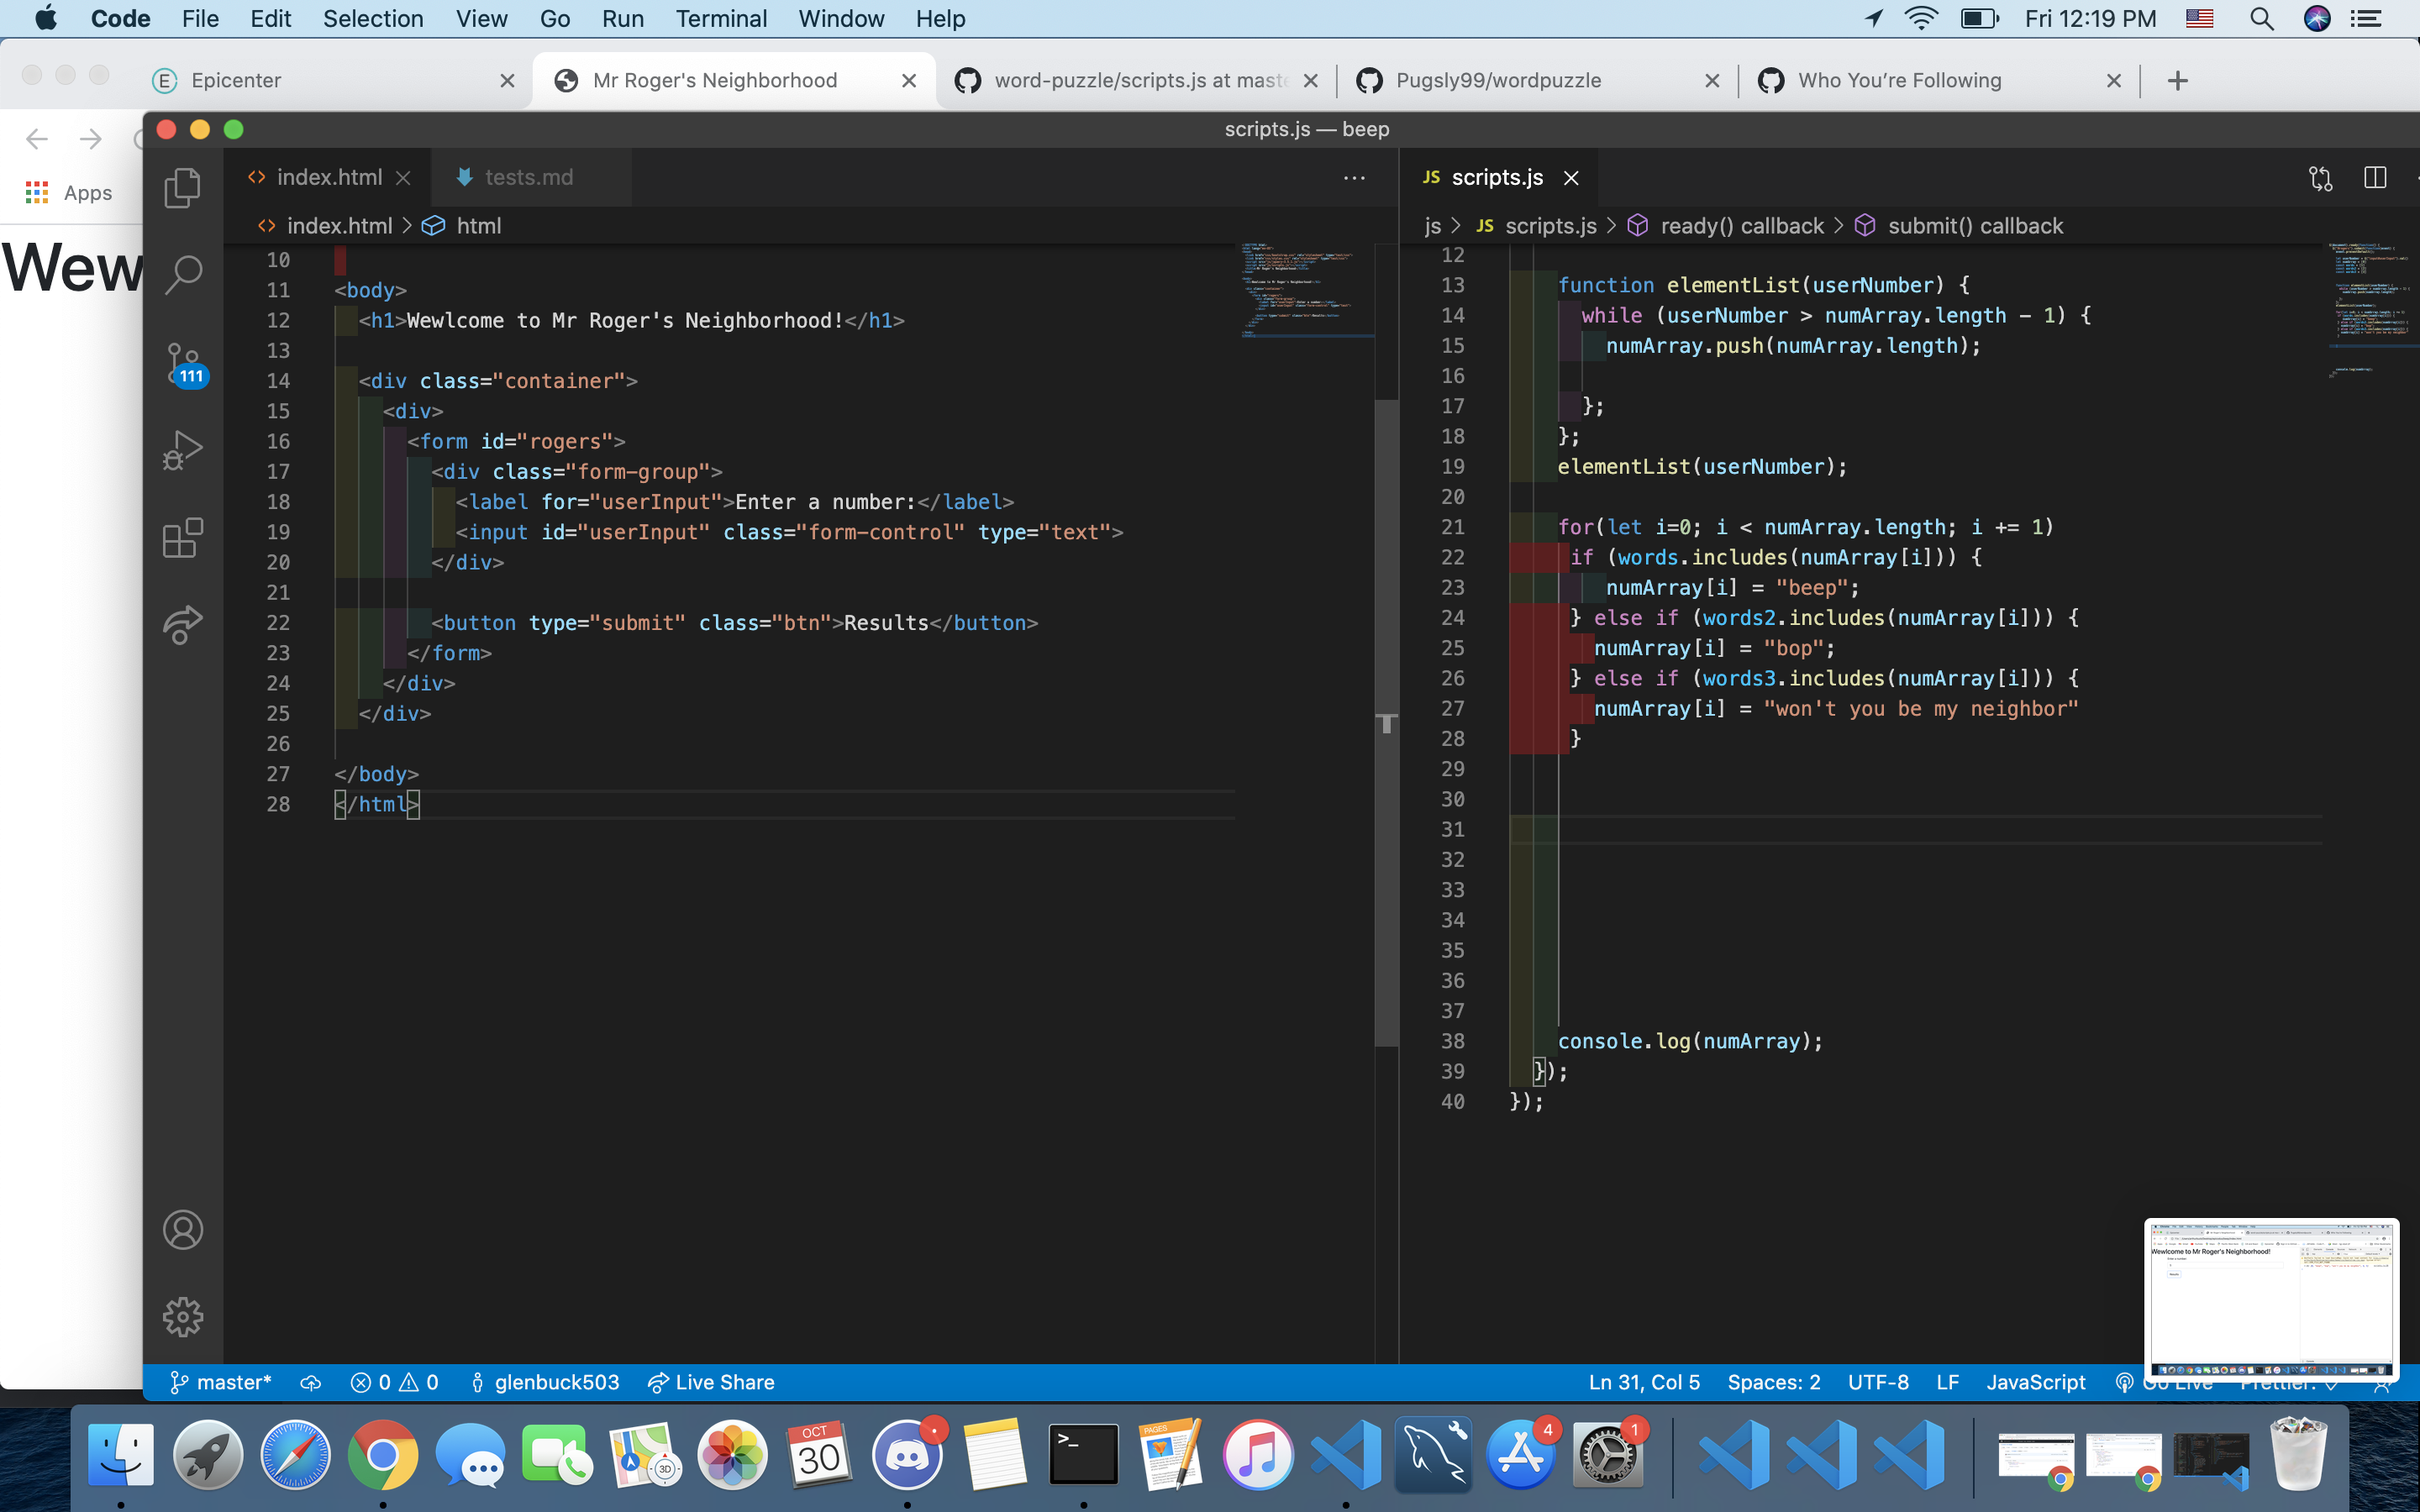 Code File Edit Selection View Go Run Terminal Window Help Fri 12:19 PM
Epicenter Mr Roger's Neighborhood word-puzzle/scripts.js at maste Pugsly99/wordpuzzle Who You're Following
scripts.js — beep
Apps
index.html tests.md
JS scripts.js
index.html > html
js > JS scripts.js > ready() callback > submit() callback
Wew
111
10
11 <body>
12 <h1>Wewlcome to Mr Roger's Neighborhood!</h1>
13
14 <div class="container">
15 <div>
16 <form id="rogers">
17 <div class="form-group">
18 <label for="userInput">Enter a number:</label>
19 <input id="userInput" class="form-control" type="text">
20 </div>
21
22 <button type="submit" class="btn">Results</button>
23 </form>
24 </div>
25 </div>
26
27 </body>
28 </html>
12
13 function elementList(userNumber) {
14 while (userNumber > numArray.length - 1) {
15 numArray.push(numArray.length);
16
17 };
18 };
19 elementList(userNumber);
20
21 for(let i=0; i < numArray.length; i += 1)
22 if (words.includes(numArray[i])) {
23 numArray[i] = "beep";
24 } else if (words2.includes(numArray[i])) {
25 numArray[i] = "bop";
26 } else if (words3.includes(numArray[i])) {
27 numArray[i] = "won't you be my neighbor"
28 }
29
30
31
32
33
34
35
36
37
38 console.log(numArray);
39 });
40 });
Wewlcome to Mr Roger's Neighborhood!
master* 0 0 glenbuck503 Live Share
Ln 31, Col 5 Spaces: 2 UTF-8 LF JavaScript Go Live Prettier:
OCT
30
>_
3D
PAGES
4
1